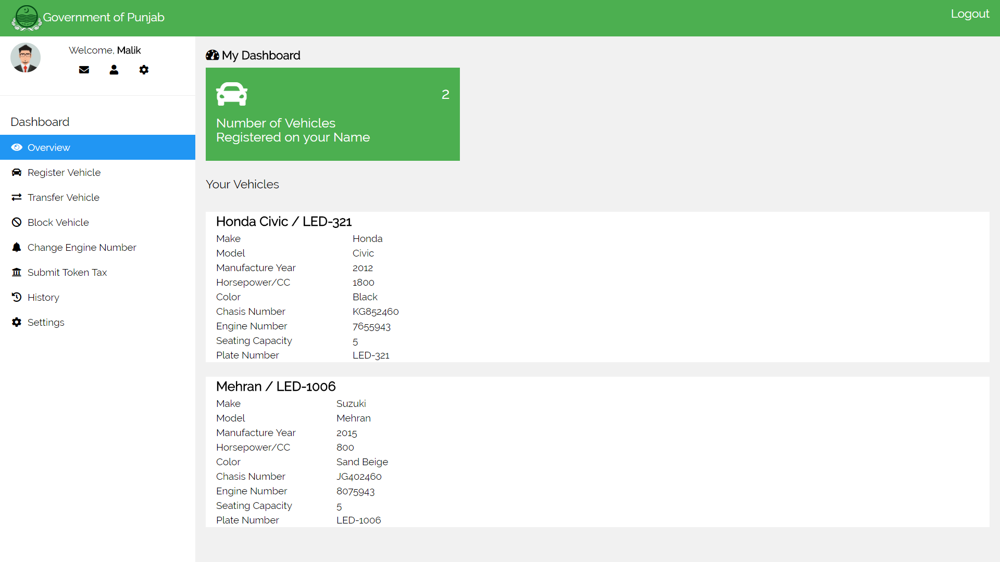 Government of Punjab
Logout
Welcome, Malik
Dashboard
Overview
Register Vehicle
Transfer Vehicle
Block Vehicle
Change Engine Number
Submit Token Tax
History
Settings
My Dashboard
2
Number of Vehicles
Registered on your Name
Your Vehicles
Honda Civic / LED-321
Make Honda
Model Civic
Manufacture Year 2012
Horsepower/CC 1800
Color Black
Chasis Number KG852460
Engine Number 7655943
Seating Capacity 5
Plate Number LED-321
Mehran / LED-1006
Make Suzuki
Model Mehran
Manufacture Year 2015
Horsepower/CC 800
Color Sand Beige
Chasis Number JG402460
Engine Number 8075943
Seating Capacity 5
Plate Number LED-1006